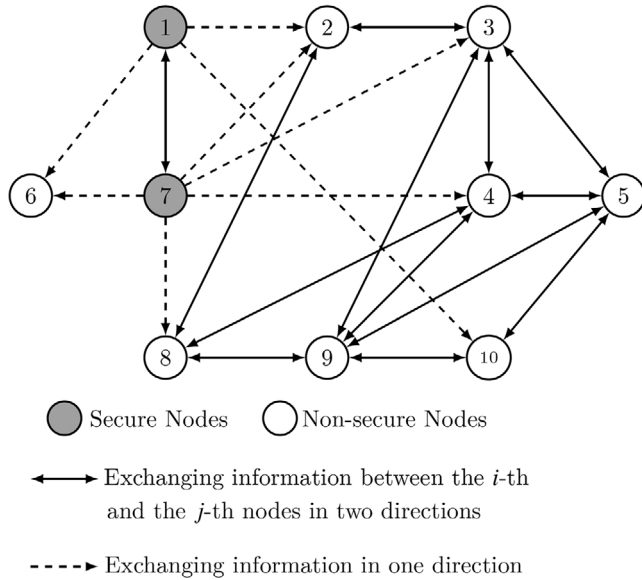 1 2 3
6 7 4 5
8 9 10
Secure Nodes Non-secure Nodes
Exchanging information between the i-th
and the j-th nodes in two directions
Exchanging information in one direction